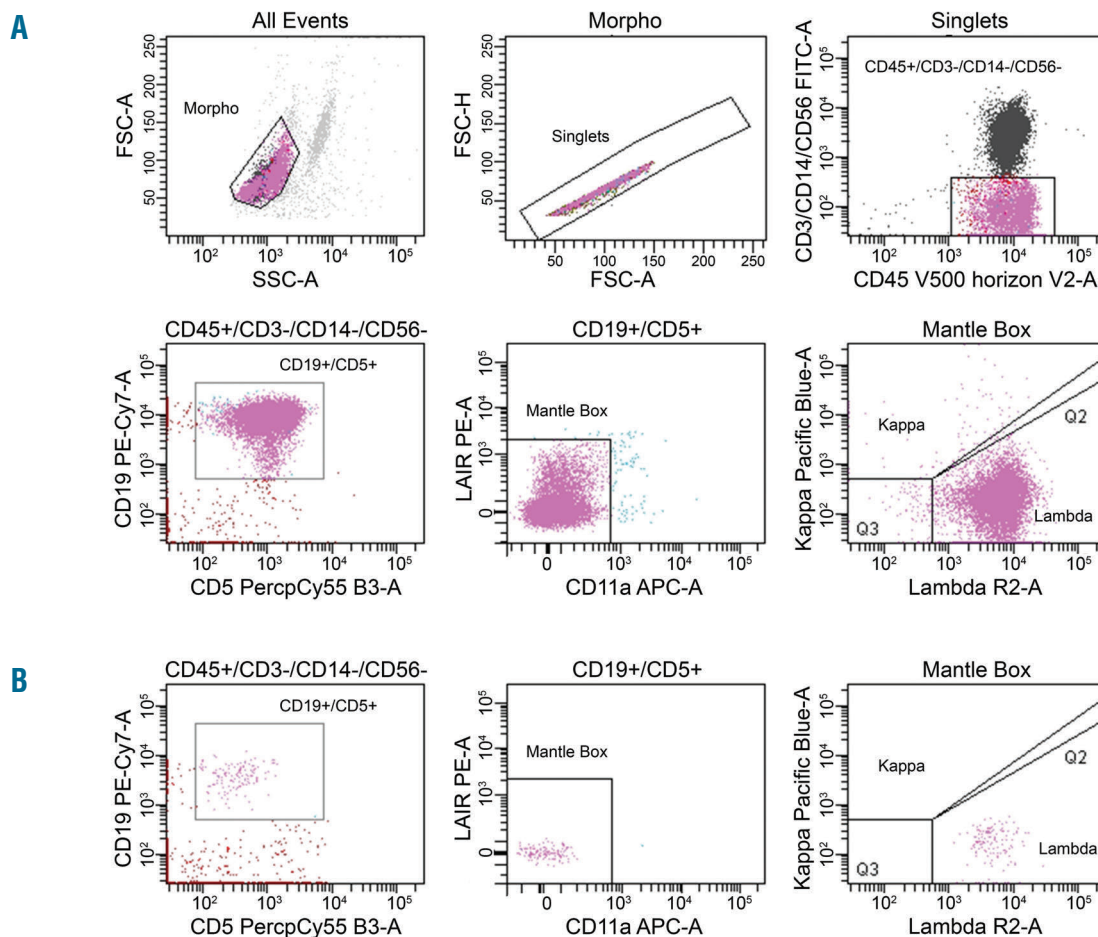 A
All Events
Morpho
Singlets
FSC-A
250
200
150
100
50
Morpho
10² 10³ 10⁴ 10⁵
SSC-A
FSC-H
250
200
150
100
50
Singlets
50 100 150 200 250
FSC-A
CD3/CD14/CD56 FITC-A
10⁵
10⁴
10³
10²
CD45+/CD3-/CD14-/CD56-
10² 10³ 10⁴ 10⁵
CD45 V500 horizon V2-A
CD45+/CD3-/CD14-/CD56-
CD19+/CD5+
Mantle Box
CD19 PE-Cy7-A
10⁵
10⁴
10³
10²
CD19+/CD5+
10² 10³ 10⁴ 10⁵
CD5 PercpCy55 B3-A
LAIR PE-A
10⁵
10⁴
10³
0
Mantle Box
0 10³ 10⁴ 10⁵
CD11a APC-A
Kappa Pacific Blue-A
10⁵
10⁴
10³
10²
Kappa
Q2
Q3
Lambda
10² 10³ 10⁴ 10⁵
Lambda R2-A
B
CD45+/CD3-/CD14-/CD56-
CD19+/CD5+
Mantle Box
CD19 PE-Cy7-A
10⁵
10⁴
10³
10²
CD19+/CD5+
10² 10³ 10⁴ 10⁵
CD5 PercpCy55 B3-A
LAIR PE-A
10⁵
10⁴
10³
0
Mantle Box
0 10³ 10⁴ 10⁵
CD11a APC-A
Kappa Pacific Blue-A
10⁵
10⁴
10³
10²
Kappa
Q2
Q3
Lambda
10² 10³ 10⁴ 10⁵
Lambda R2-A